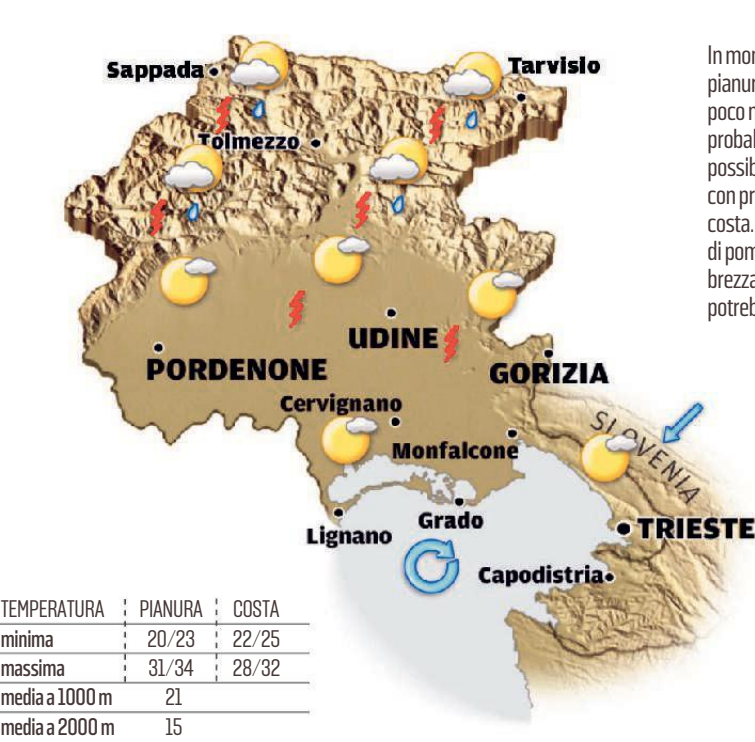 Sappada
Tarvisio
Tolmezzo
UDINE
PORDENONE
GORIZIA
Cervignano
Monfalcone
SLOVENIA
Grado
Lignano
TRIESTE
Capodistria
In mon
pianur
poco n
probal
possib
con pr
costa.
di pom
brezza
potreb
TEMPERATURA PIANURA COSTA
minima 20/23 22/25
massima 31/34 28/32
media a 1000 m 21
media a 2000 m 15